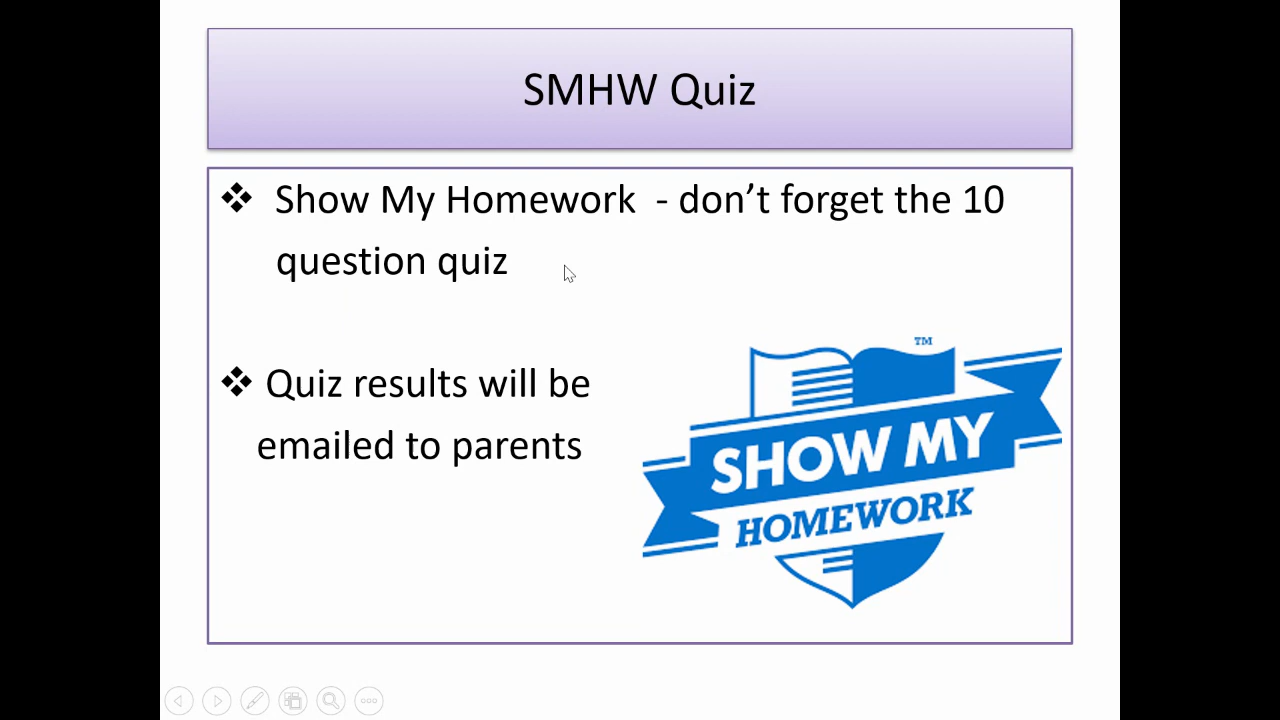 SMHW Quiz
❖ Show My Homework - don’t forget the 10
question quiz
❖ Quiz results will be
emailed to parents
TM
SHOW MY
HOMEWORK